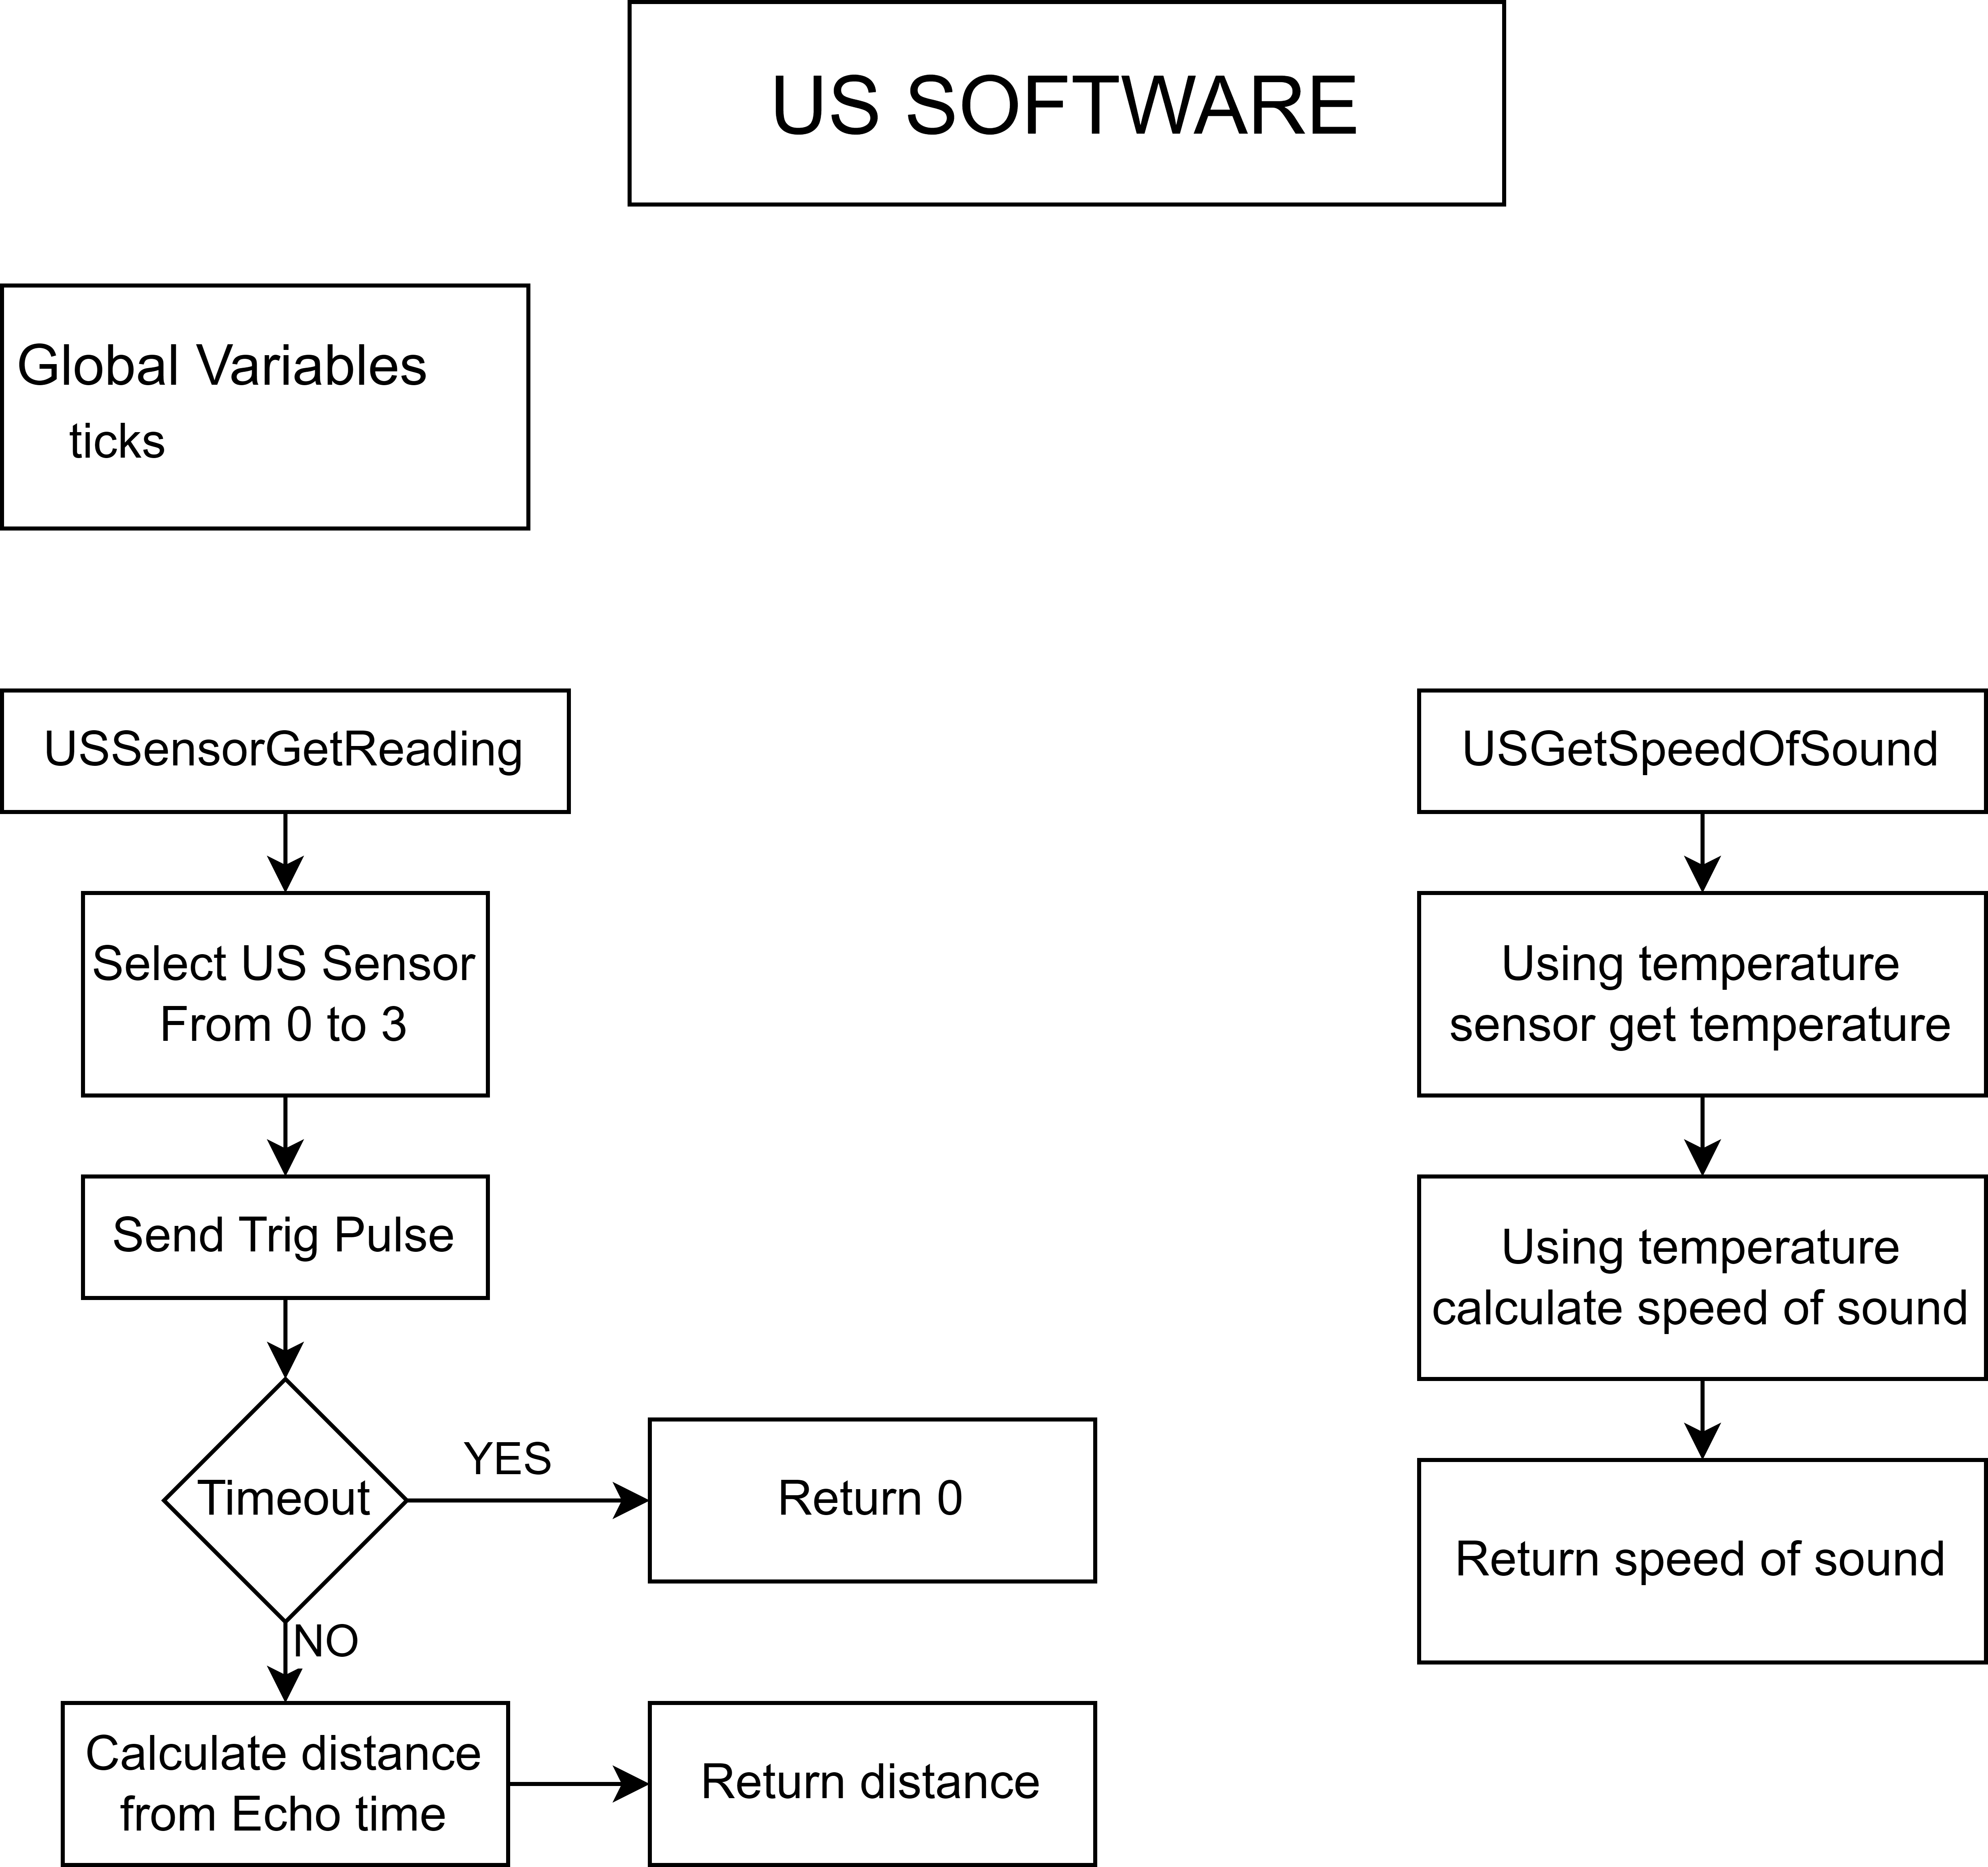 US SOFTWARE
Global Variables
ticks
USSensorGetReading
Select US Sensor
From 0 to 3
Send Trig Pulse
Timeout
YES
Return 0
NO
Calculate distance
from Echo time
Return distance
USGetSpeedOfSound
Using temperature
sensor get temperature
Using temperature
calculate speed of sound
Return speed of sound